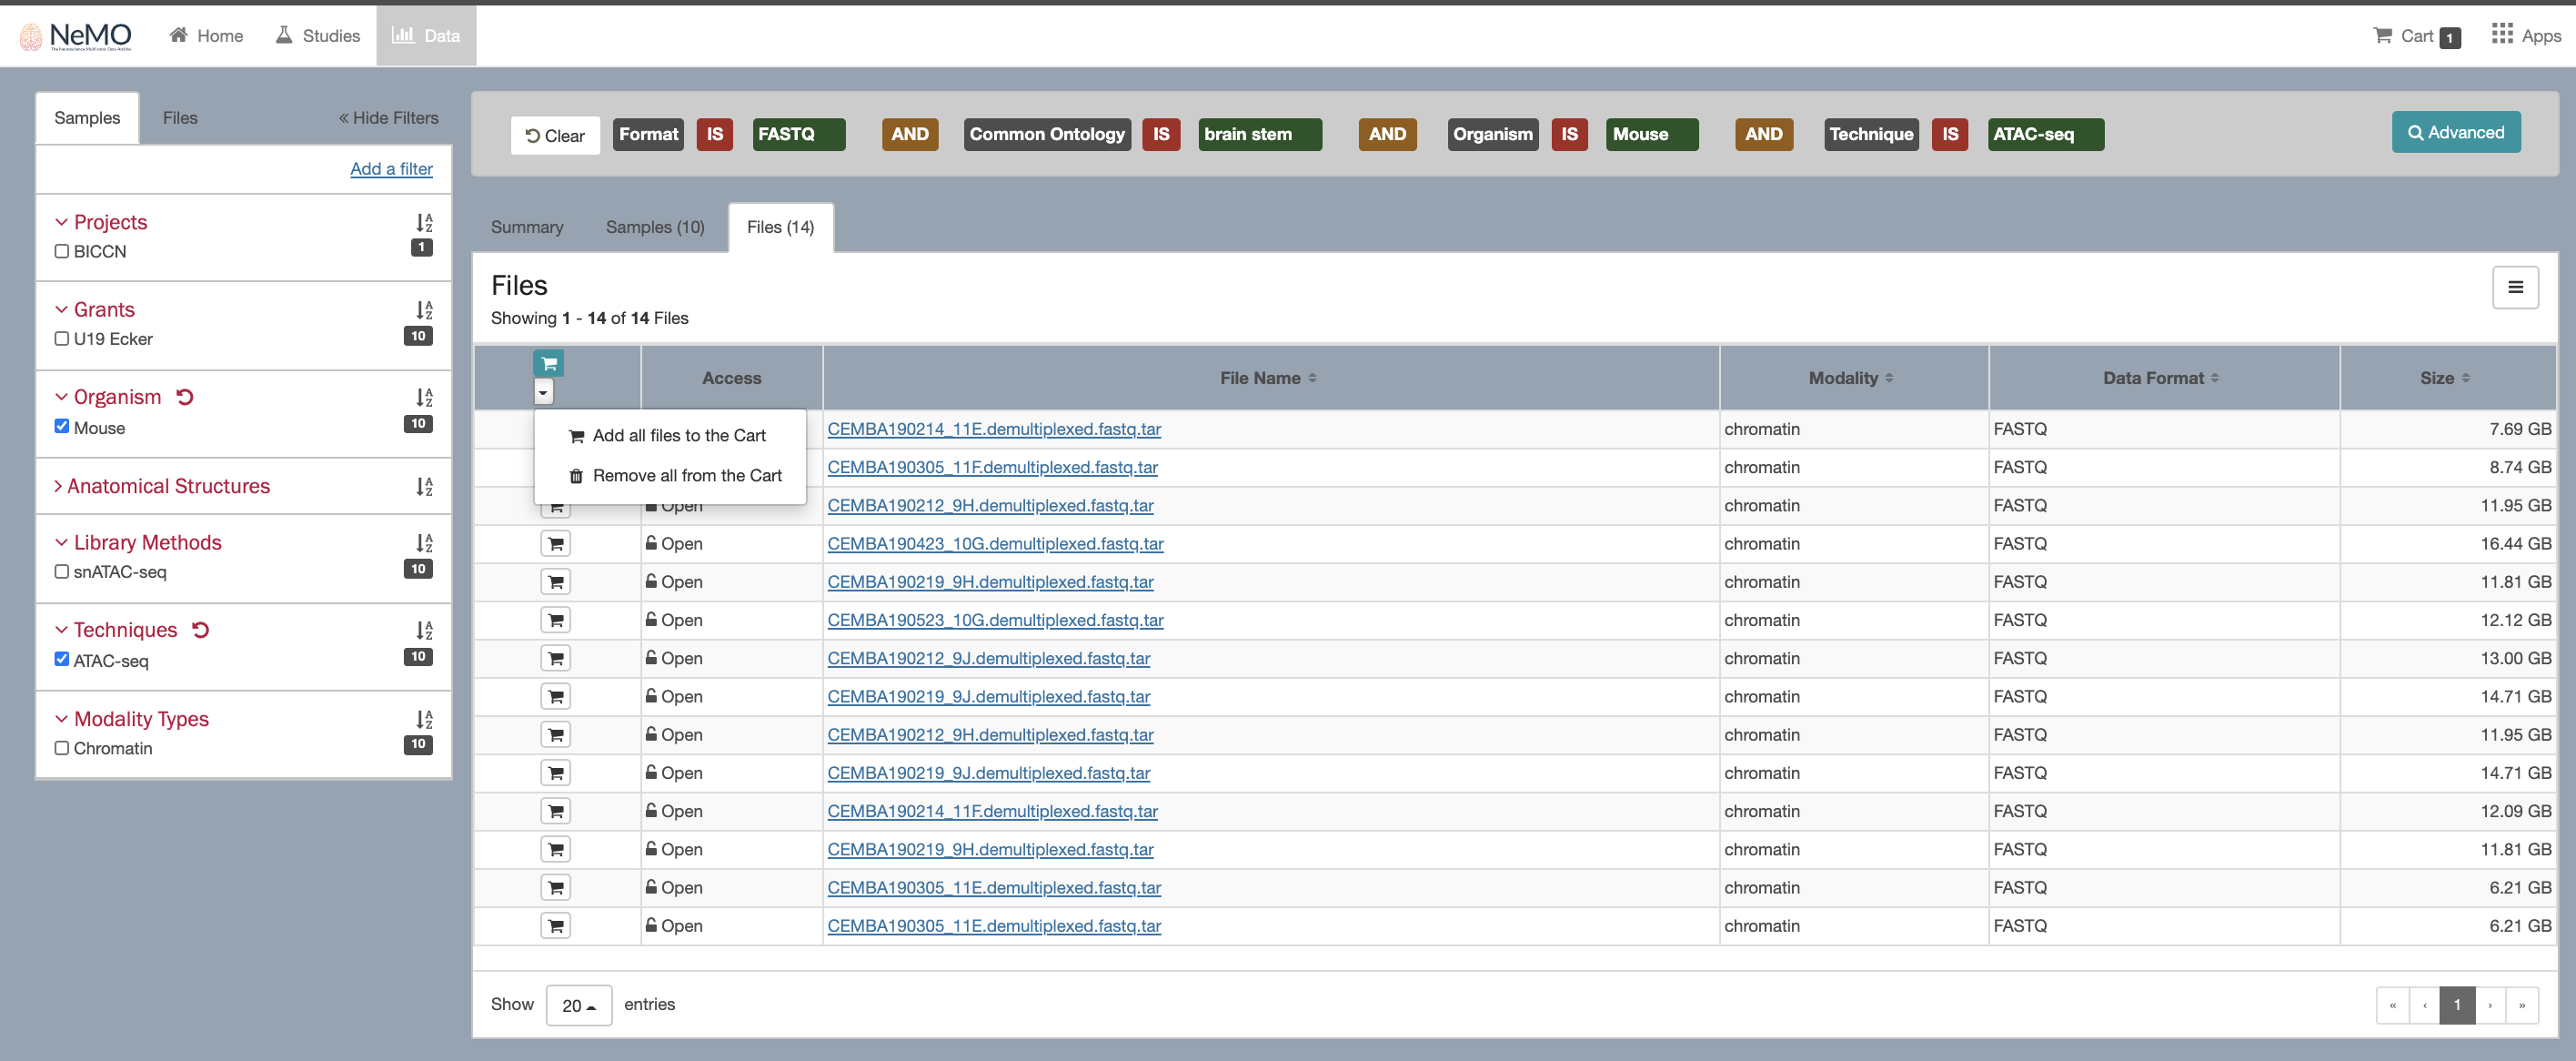 NeMO
The Neuroscience Multi-omic Data Archive
Home
Studies
Data
Cart 1
Apps
Samples
Files
« Hide Filters
Add a filter
Projects
BICCN 1
Grants
U19 Ecker 10
Organism
Mouse 10
Anatomical Structures
Library Methods
snATAC-seq 10
Techniques
ATAC-seq 10
Modality Types
Chromatin 10
Clear Format IS FASTQ AND Common Ontology IS brain stem AND Organism IS Mouse AND Technique IS ATAC-seq Advanced
Summary Samples (10) Files (14)
Files
Showing 1 - 14 of 14 Files
Access File Name Modality Data Format Size
Add all files to the Cart
Remove all from the Cart
CEMBA190214_11E.demultiplexed.fastq.tar chromatin FASTQ 7.69 GB
CEMBA190305_11F.demultiplexed.fastq.tar chromatin FASTQ 8.74 GB
Open CEMBA190212_9H.demultiplexed.fastq.tar chromatin FASTQ 11.95 GB
Open CEMBA190423_10G.demultiplexed.fastq.tar chromatin FASTQ 16.44 GB
Open CEMBA190219_9H.demultiplexed.fastq.tar chromatin FASTQ 11.81 GB
Open CEMBA190523_10G.demultiplexed.fastq.tar chromatin FASTQ 12.12 GB
Open CEMBA190212_9J.demultiplexed.fastq.tar chromatin FASTQ 13.00 GB
Open CEMBA190219_9J.demultiplexed.fastq.tar chromatin FASTQ 14.71 GB
Open CEMBA190212_9H.demultiplexed.fastq.tar chromatin FASTQ 11.95 GB
Open CEMBA190219_9J.demultiplexed.fastq.tar chromatin FASTQ 14.71 GB
Open CEMBA190214_11F.demultiplexed.fastq.tar chromatin FASTQ 12.09 GB
Open CEMBA190219_9H.demultiplexed.fastq.tar chromatin FASTQ 11.81 GB
Open CEMBA190305_11E.demultiplexed.fastq.tar chromatin FASTQ 6.21 GB
Open CEMBA190305_11E.demultiplexed.fastq.tar chromatin FASTQ 6.21 GB
Show 20 entries
« ‹ 1 › »